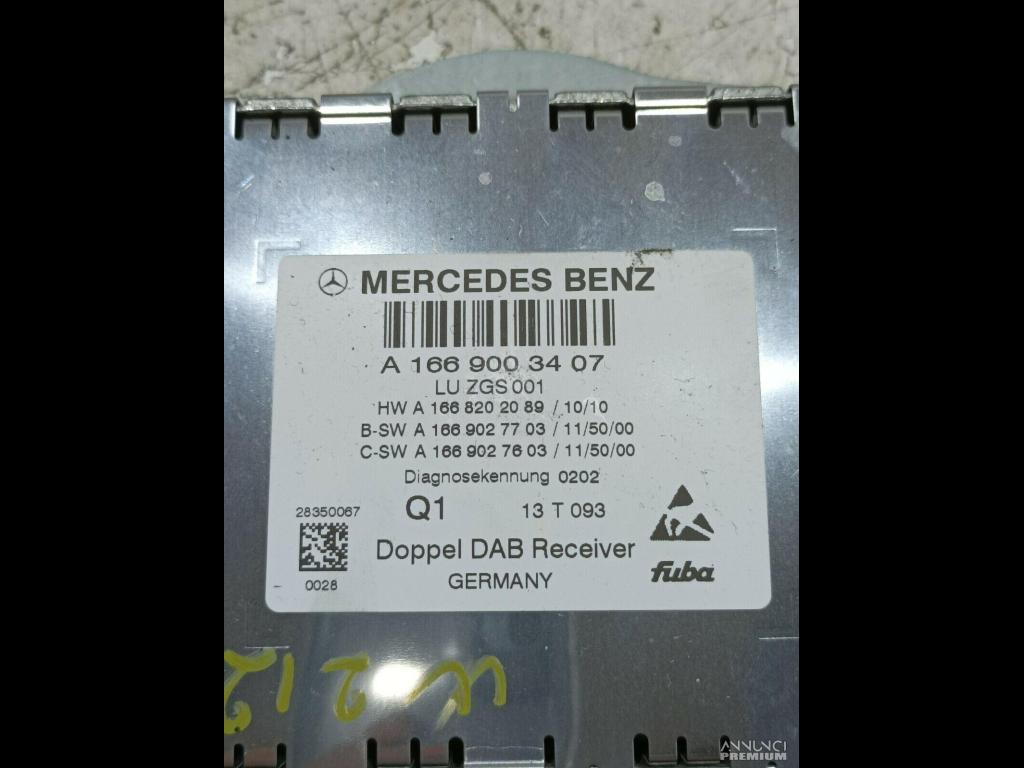 MERCEDES BENZ
A 166 900 34 07
LU ZGS 001
HW A 166 820 20 89 / 10/10
B-SW A 166 902 77 03 / 11/50/00
C-SW A 166 902 76 03 / 11/50/00
Diagnosekennung 0202
Q1 13 T 093
28350067
Doppel DAB Receiver
0028
GERMANY
fuba
W212
ANNUNCI
PREMIUM